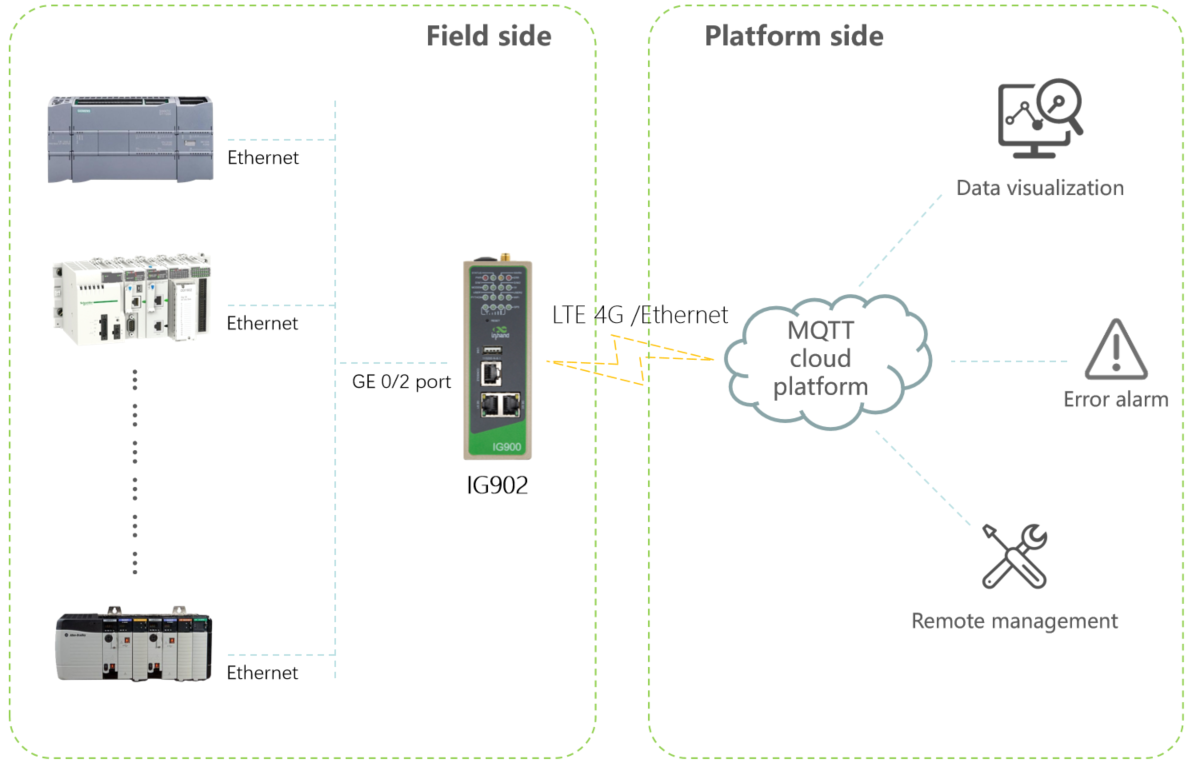 Field side
Platform side
Ethernet
Ethernet
Ethernet
GE 0/2 port
IG900
IG902
LTE 4G /Ethernet
MQTT
cloud
platform
Data visualization
Error alarm
Remote management